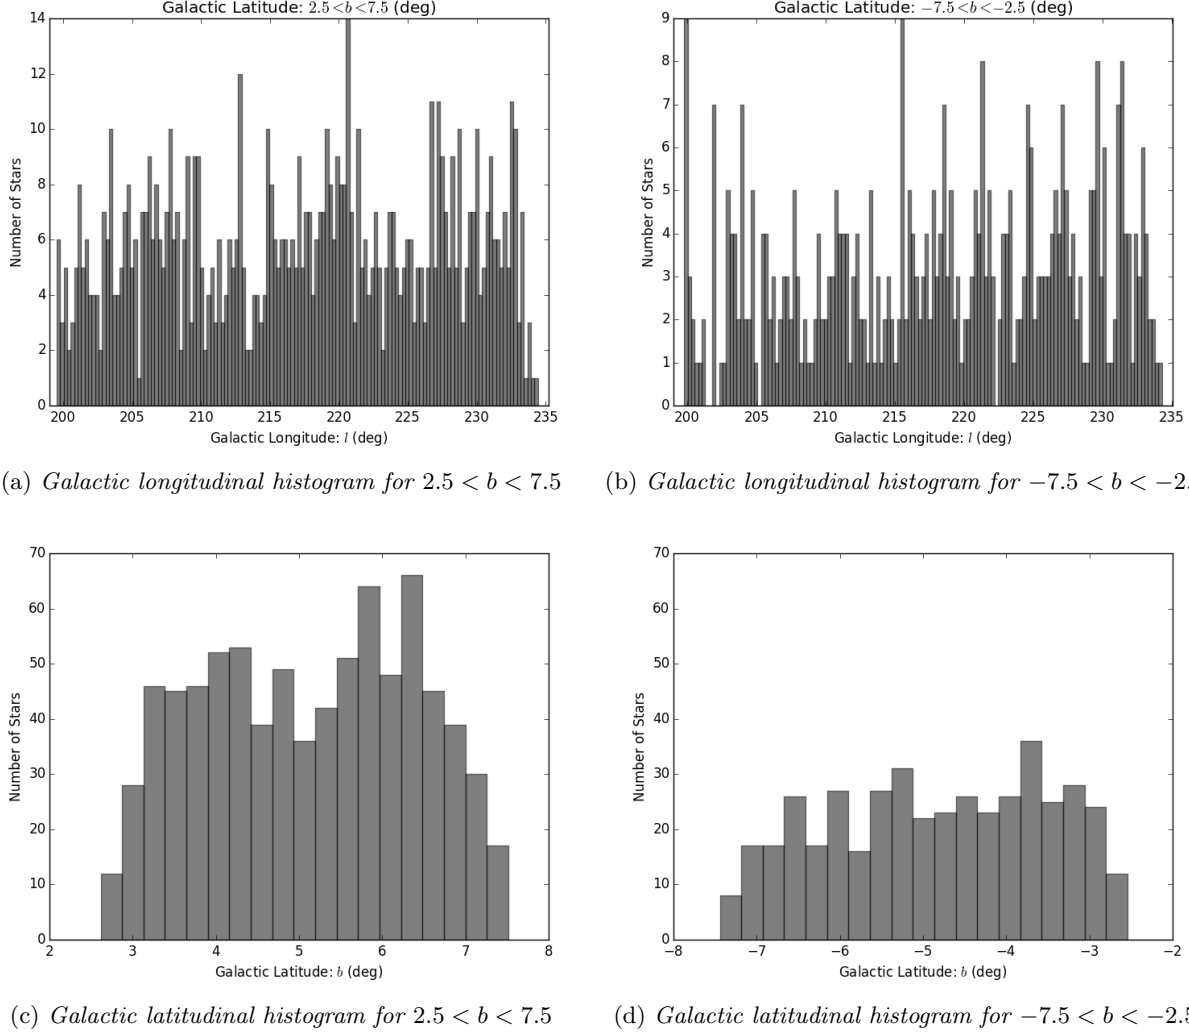 Galactic Latitude: 2.5<b<7.5 (deg)
14
12
10
8
6
4
2
0
Number of Stars
200 205 210 215 220 225 230 235
Galactic Longitude: l (deg)
(a) Galactic longitudinal histogram for 2.5 < b < 7.5
Galactic Latitude: −7.5<b<−2.5 (deg)
9
8
7
6
5
4
3
2
1
0
Number of Stars
200 205 210 215 220 225 230 235
Galactic Longitude: l (deg)
(b) Galactic longitudinal histogram for −7.5 < b < −2.
70
60
50
40
30
20
10
0
Number of Stars
2 3 4 5 6 7 8
Galactic Latitude: b (deg)
(c) Galactic latitudinal histogram for 2.5 < b < 7.5
70
60
50
40
30
20
10
0
Number of Stars
−8 −7 −6 −5 −4 −3 −2
Galactic Latitude: b (deg)
(d) Galactic latitudinal histogram for −7.5 < b < −2.5